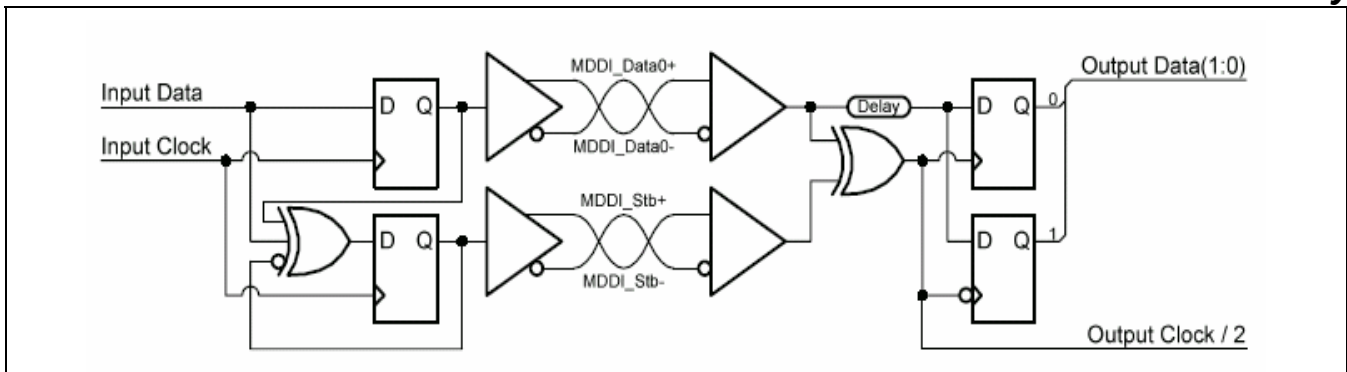 Input Data
Input Clock
D Q
D Q
MDDI_Data0+
MDDI_Data0-
MDDI_Stb+
MDDI_Stb-
Delay
D Q
D Q
0
1
Output Data(1:0)
Output Clock / 2